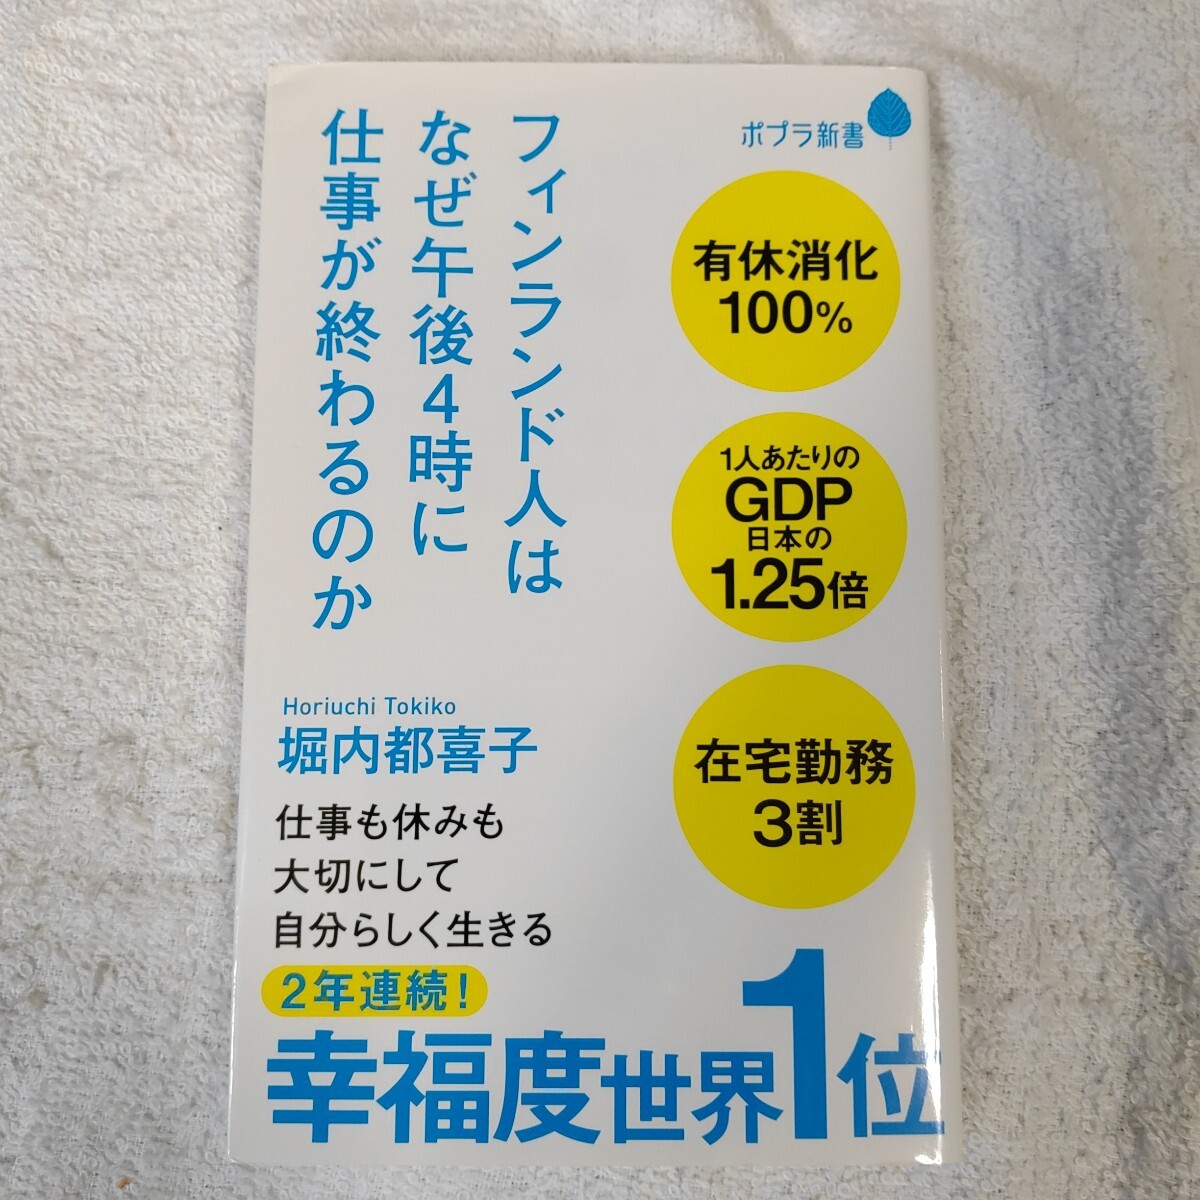 フィンランド人は
なぜ午後4時に
仕事が終わるのか
ポプラ新書
有休消化
100%
1人あたりの
GDP
日本の
1.25倍
在宅勤務
3割
Horiuchi Tokiko
堀内都喜子
仕事も休みも
大切にして
自分らしく生きる
2年連続!
幸福度世界1位